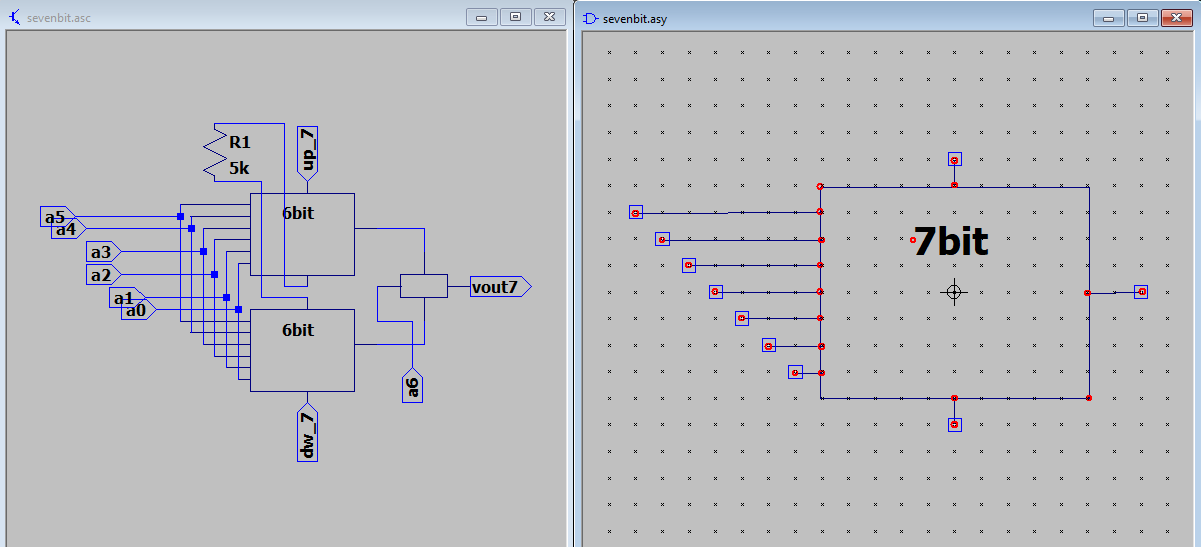 sevenbit.asc
sevenbit.asy
R1
5k
up_7
6bit
a5
a4
a3
a2
a1
a0
vout7
6bit
a6
dw_7
7bit